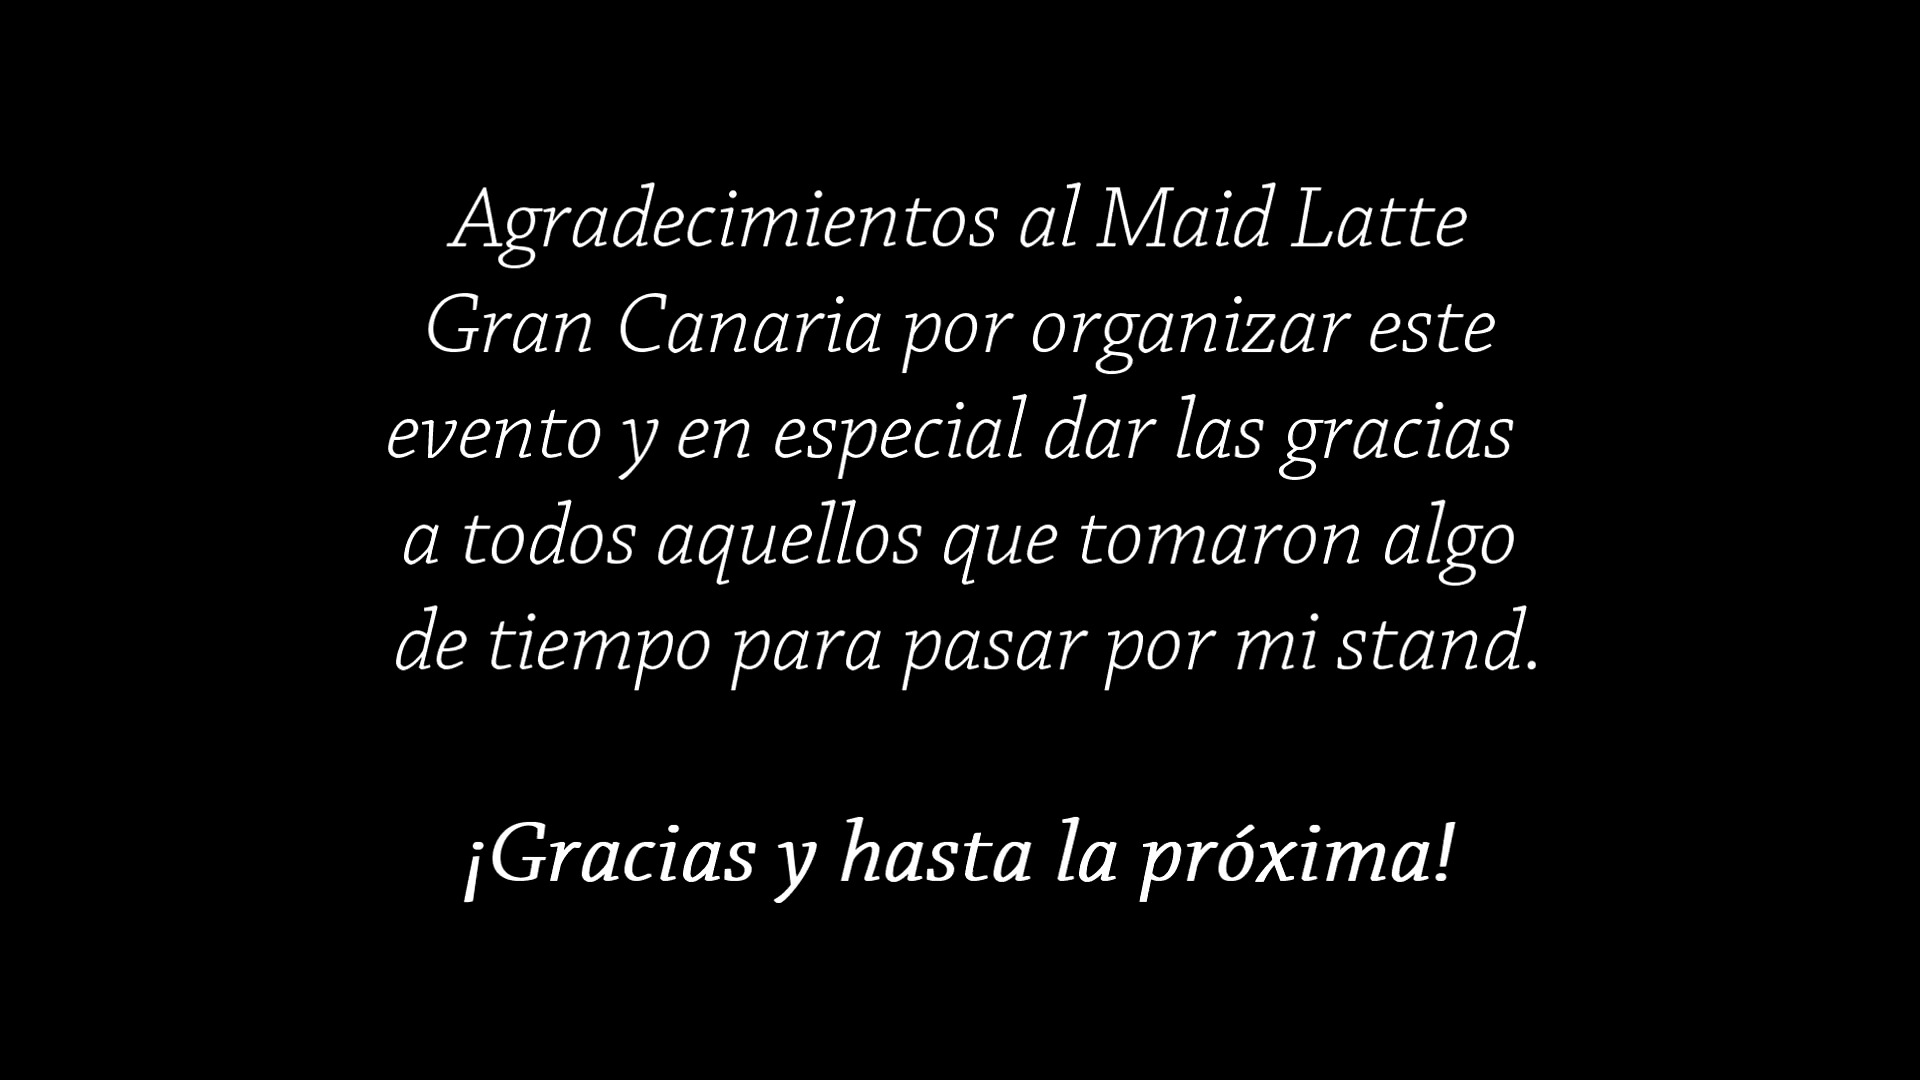 Agradecimientos al Maid Latte
Gran Canaria por organizar este
evento y en especial dar las gracias
a todos aquellos que tomaron algo
de tiempo para pasar por mi stand.
¡Gracias y hasta la próxima!